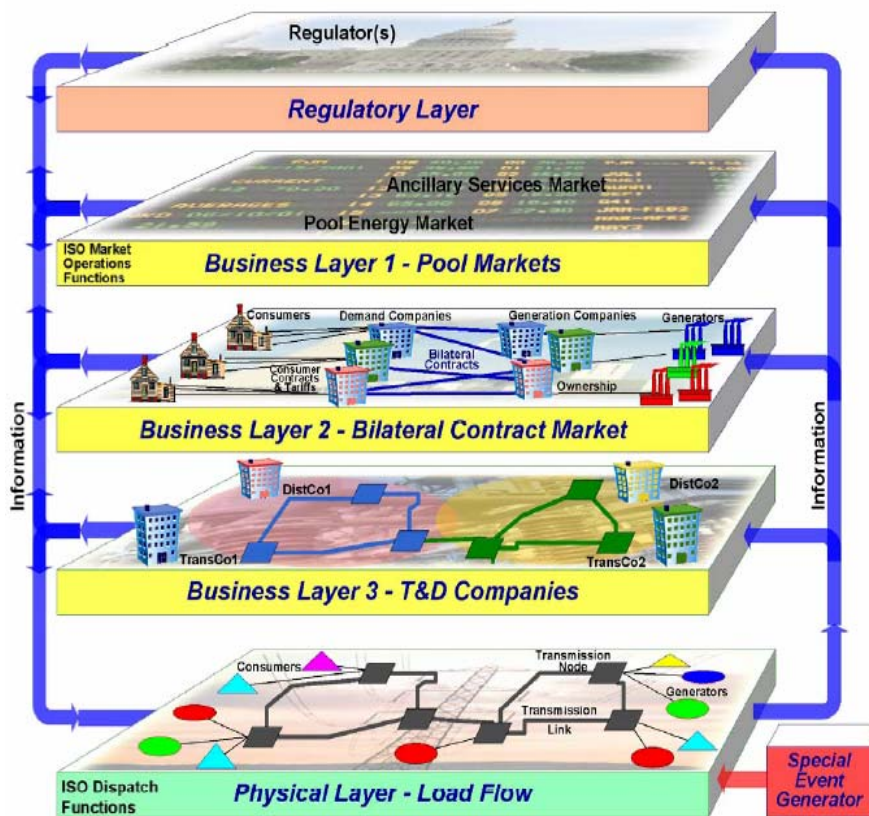 Regulator(s)
Regulatory Layer
Ancillary Services Market
Pool Energy Market
ISO Market
Operations
Functions
Business Layer 1 - Pool Markets
Consumers
Demand Companies
Generation Companies
Generators
Bilateral
Contracts
Consumer
Contracts
& Tariffs
Ownership
Business Layer 2 - Bilateral Contract Market
Information
Information
DistCo1
DistCo2
TransCo1
TransCo2
Business Layer 3 - T&D Companies
Consumers
Transmission
Node
Generators
Transmission
Link
ISO Dispatch
Functions
Physical Layer - Load Flow
Special
Event
Generator